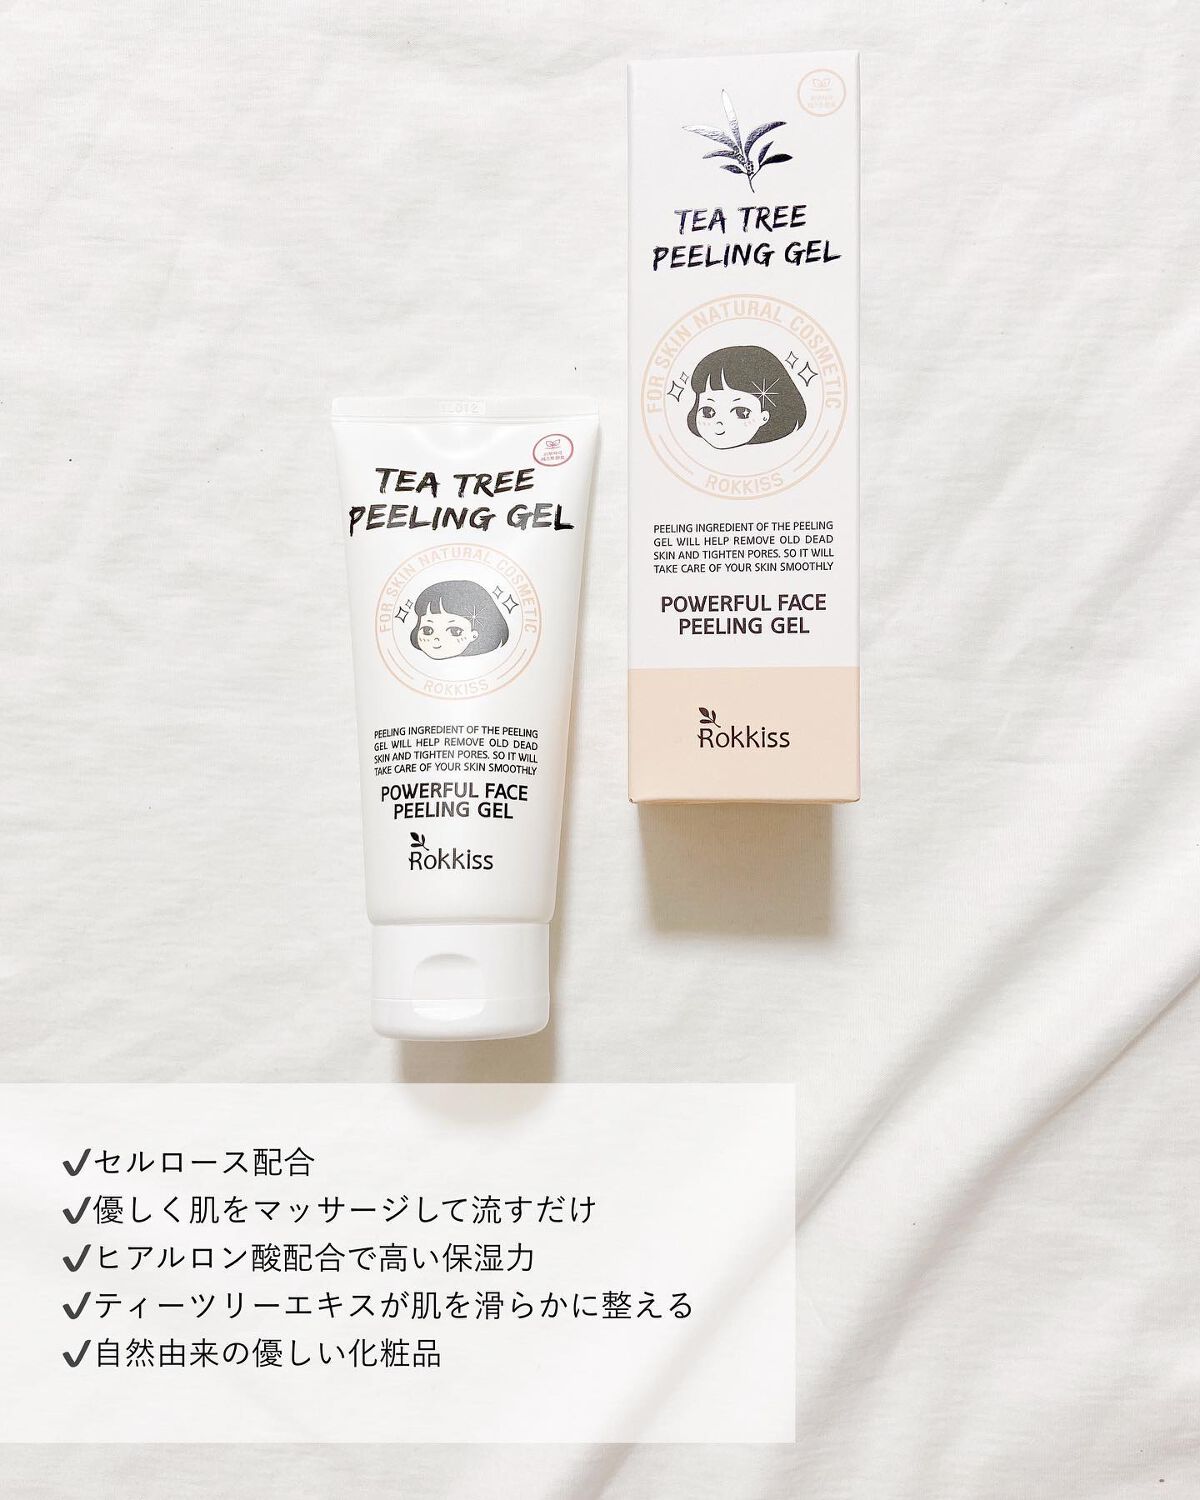 TEA TREE
PEELING GEL
FOR SKIN NATURAL COSMETIC
ROKKISS
PEELING INGREDIENT OF THE PEELING
GEL WILL HELP REMOVE OLD DEAD
SKIN AND TIGHTEN PORES. SO IT WILL
TAKE CARE OF YOUR SKIN SMOOTHLY
POWERFUL FACE
PEELING GEL
Rokkiss
TEA TREE
PEELING GEL
FOR SKIN NATURAL COSMETIC
ROKKISS
PEELING INGREDIENT OF THE PEELING
GEL WILL HELP REMOVE OLD DEAD
SKIN AND TIGHTEN PORES. SO IT WILL
TAKE CARE OF YOUR SKIN SMOOTHLY
POWERFUL FACE
PEELING GEL
Rokkiss
✓セルロース配合
✓優しく肌をマッサージして流すだけ
✓ヒアルロン酸配合で高い保湿力
✓ティーツリーエキスが肌を滑らかに整える
✓自然由来の優しい化粧品